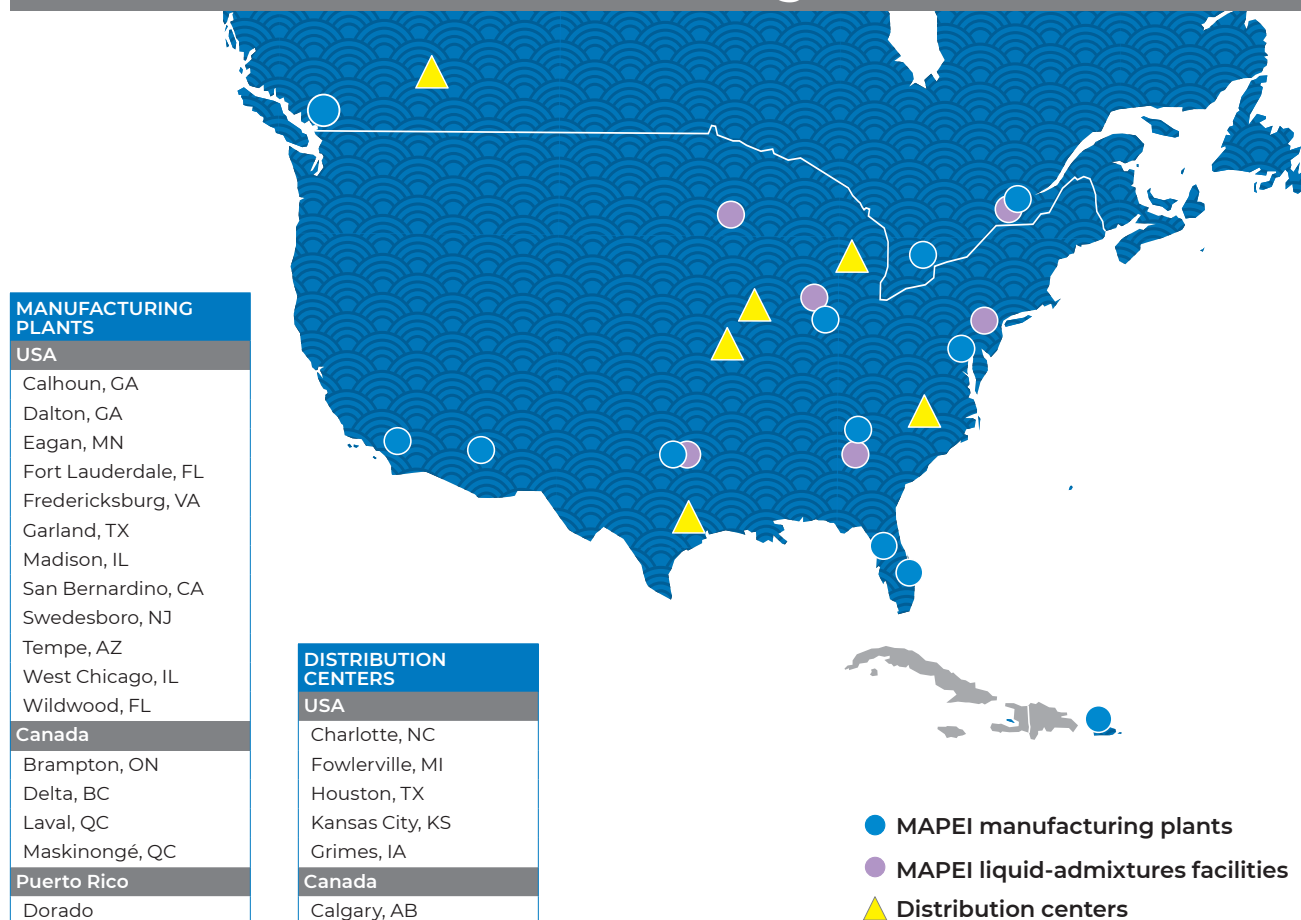 MANUFACTURING
PLANTS
USA
Calhoun, GA
Dalton, GA
Eagan, MN
Fort Lauderdale, FL
Fredericksburg, VA
Garland, TX
Madison, IL
San Bernardino, CA
Swedesboro, NJ
Tempe, AZ
West Chicago, IL
Wildwood, FL
Canada
Brampton, ON
Delta, BC
Laval, QC
Maskinongé, QC
Puerto Rico
Dorado
DISTRIBUTION
CENTERS
USA
Charlotte, NC
Fowlerville, MI
Houston, TX
Kansas City, KS
Grimes, IA
Canada
Calgary, AB
MAPEI manufacturing plants
MAPEI liquid-admixtures facilities
Distribution centers